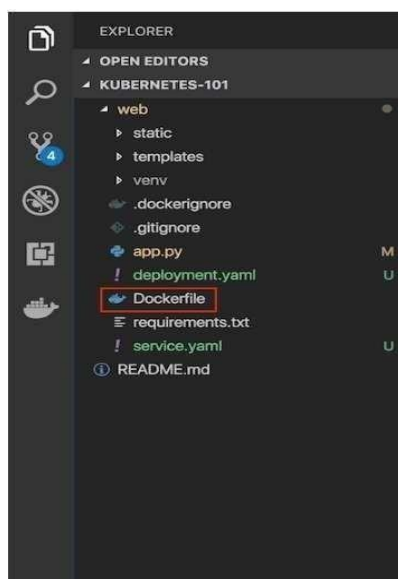 EXPLORER
OPEN EDITORS
KUBERNETES-101
web
static
templates
venv
.dockerignore
.gitignore
app.py M
deployment.yaml U
Dockerfile
requirements.txt
service.yaml U
README.md
4